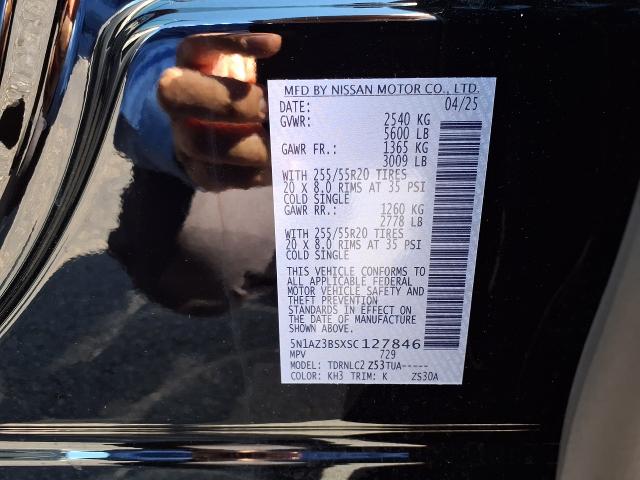 MFD BY NISSAN MOTOR CO., LTD.
DATE: 04/25
GVWR: 2540 KG
5600 LB
GAWR FR.: 1365 KG
3009 LB
WITH 255/55R20 TIRES
20 X 8.0 RIMS AT 35 PSI
COLD SINGLE
GAWR RR.: 1260 KG
2778 LB
WITH 255/55R20 TIRES
20 X 8.0 RIMS AT 35 PSI
COLD SINGLE
THIS VEHICLE CONFORMS TO
ALL APPLICABLE FEDERAL
MOTOR VEHICLE SAFETY AND
THEFT PREVENTION
STANDARDS IN EFFECT ON
THE DATE OF MANUFACTURE
SHOWN ABOVE.
5N1AZ3BSXSC127846
MPV 729
MODEL: TDRNLC2 Z53TUA-----
COLOR: KH3 TRIM: K ZS30A